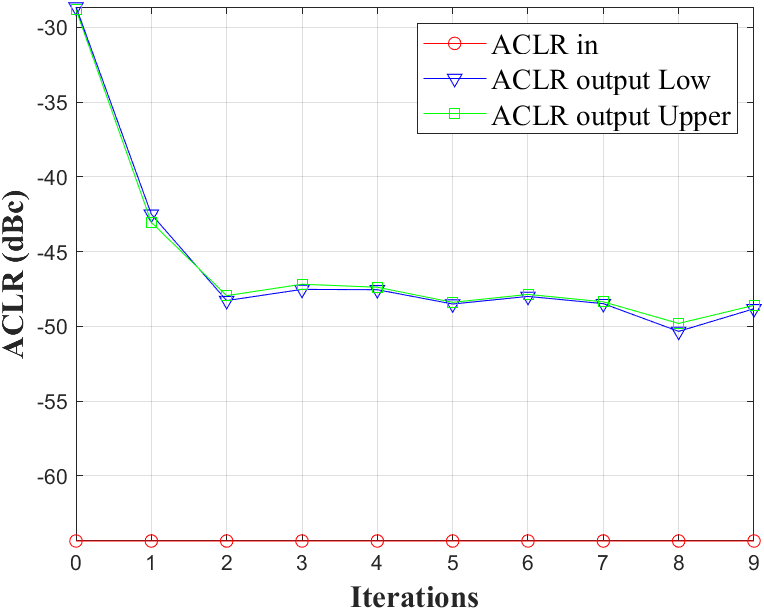 -30
-35
-40
-45
-50
-55
-60
ACLR (dBc)
ACLR in
ACLR output Low
ACLR output Upper
0 1 2 3 4 5 6 7 8 9
Iterations